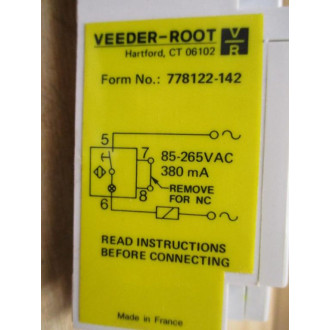 VEEDER-ROOT
Hartford, CT 06102
V
R
Form No.: 778122-142
5
7
85-265VAC
380 mA
8
REMOVE
FOR NC
6
READ INSTRUCTIONS
BEFORE CONNECTING
Made in France